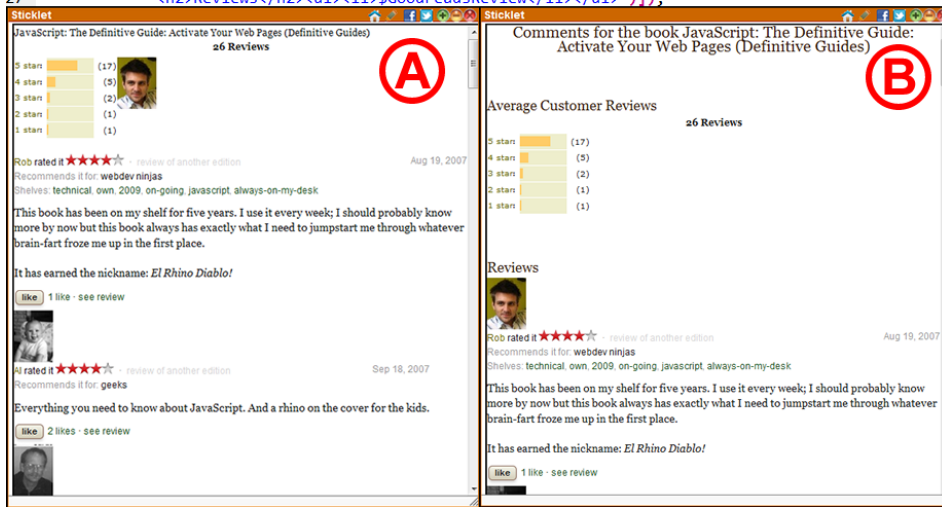 27 <h2>Reviews</h2><ul><li>$GoodreadsReview</li></ul>')});
Sticklet
JavaScript: The Definitive Guide: Activate Your Web Pages (Definitive Guides)
26 Reviews
5 star: (17)
4 star: (5)
3 star: (2)
2 star: (1)
1 star: (1)
A
Rob rated it · review of another edition Aug 19, 2007
Recommends it for: webdev ninjas
Shelves: technical, own, 2009, on-going, javascript, always-on-my-desk
This book has been on my shelf for five years. I use it every week; I should probably know
more by now but this book always has exactly what I need to jumpstart me through whatever
brain-fart froze me up in the first place.
It has earned the nickname: El Rhino Diablo!
like 1 like · see review
Al rated it · review of another edition Sep 18, 2007
Recommends it for: geeks
Everything you need to know about JavaScript. And a rhino on the cover for the kids.
like 2 likes · see review
Sticklet
Comments for the book JavaScript: The Definitive Guide:
Activate Your Web Pages (Definitive Guides)
B
Average Customer Reviews
26 Reviews
5 star: (17)
4 star: (5)
3 star: (2)
2 star: (1)
1 star: (1)
Reviews
Rob rated it · review of another edition Aug 19, 2007
Recommends it for: webdev ninjas
Shelves: technical, own, 2009, on-going, javascript, always-on-my-desk
This book has been on my shelf for five years. I use it every week; I should probably know
more by now but this book always has exactly what I need to jumpstart me through whatever
brain-fart froze me up in the first place.
It has earned the nickname: El Rhino Diablo!
like 1 like · see review